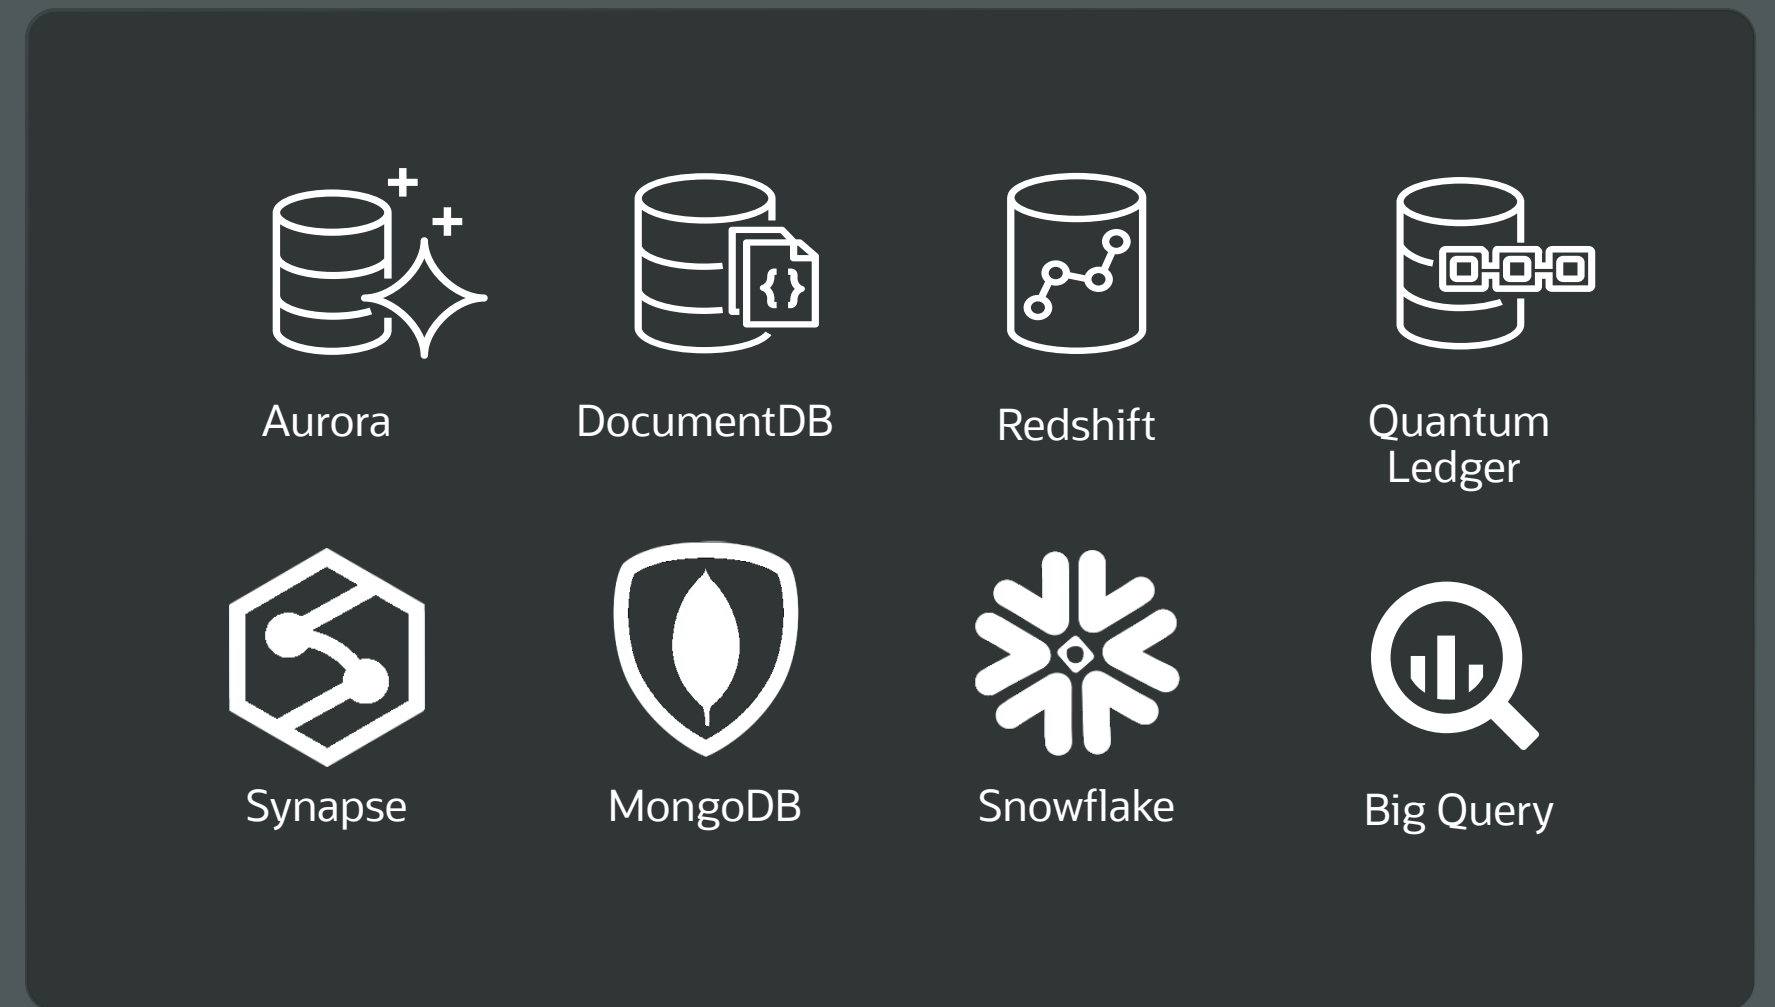 Aurora
DocumentDB
Redshift
Quantum
Ledger
Synapse
MongoDB
Snowflake
Big Query